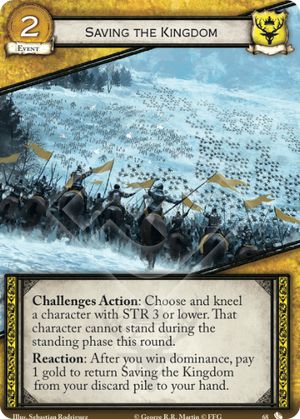 2
Event
Saving the Kingdom
Challenges Action: Choose and kneel
a character with STR 3 or lower. That
character cannot stand during the
standing phase this round.
Reaction: After you win dominance, pay
1 gold to return Saving the Kingdom
from your discard pile to your hand.
Illus. Sebastian Rodriguez © George R.R. Martin © FFG 68